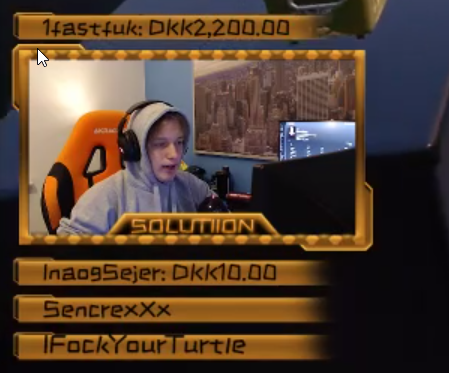 1fastfuk: DKK2,200.00
SOLUTIION
InaogSejer: DKK10.00
SencrexXx
IFockYourTurtle